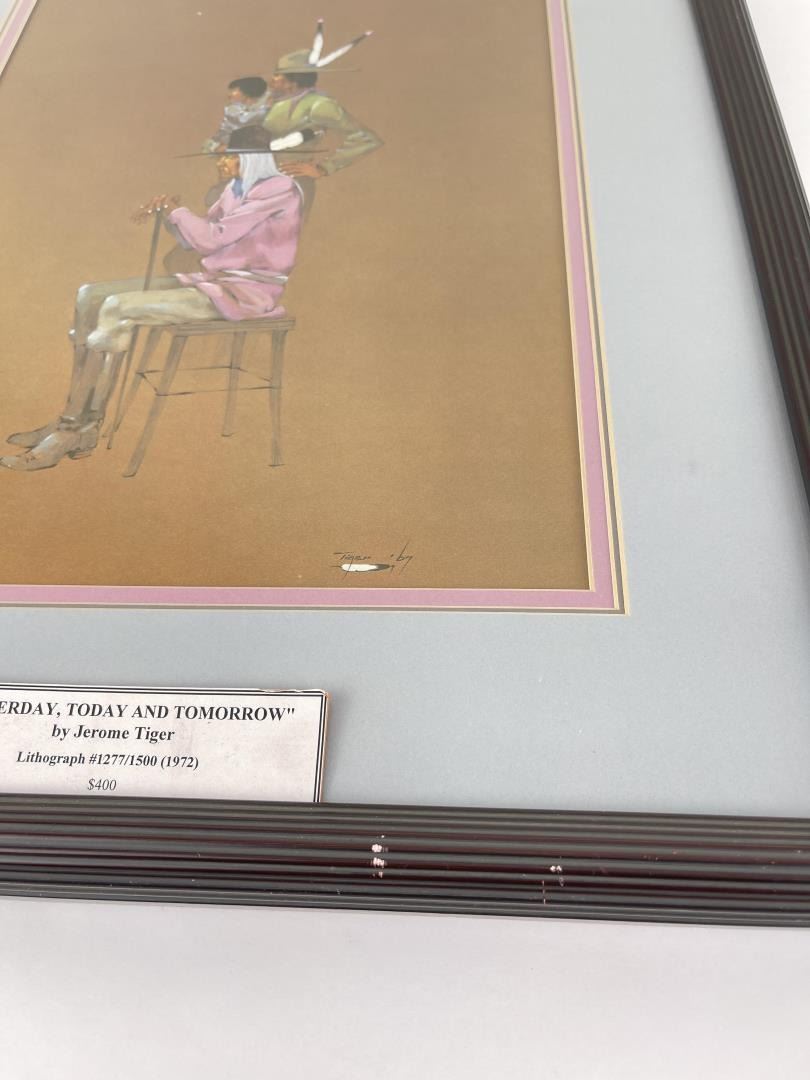 Tiger '67
ERDAY, TODAY AND TOMORROW"
by Jerome Tiger
Lithograph #1277/1500 (1972)
$400